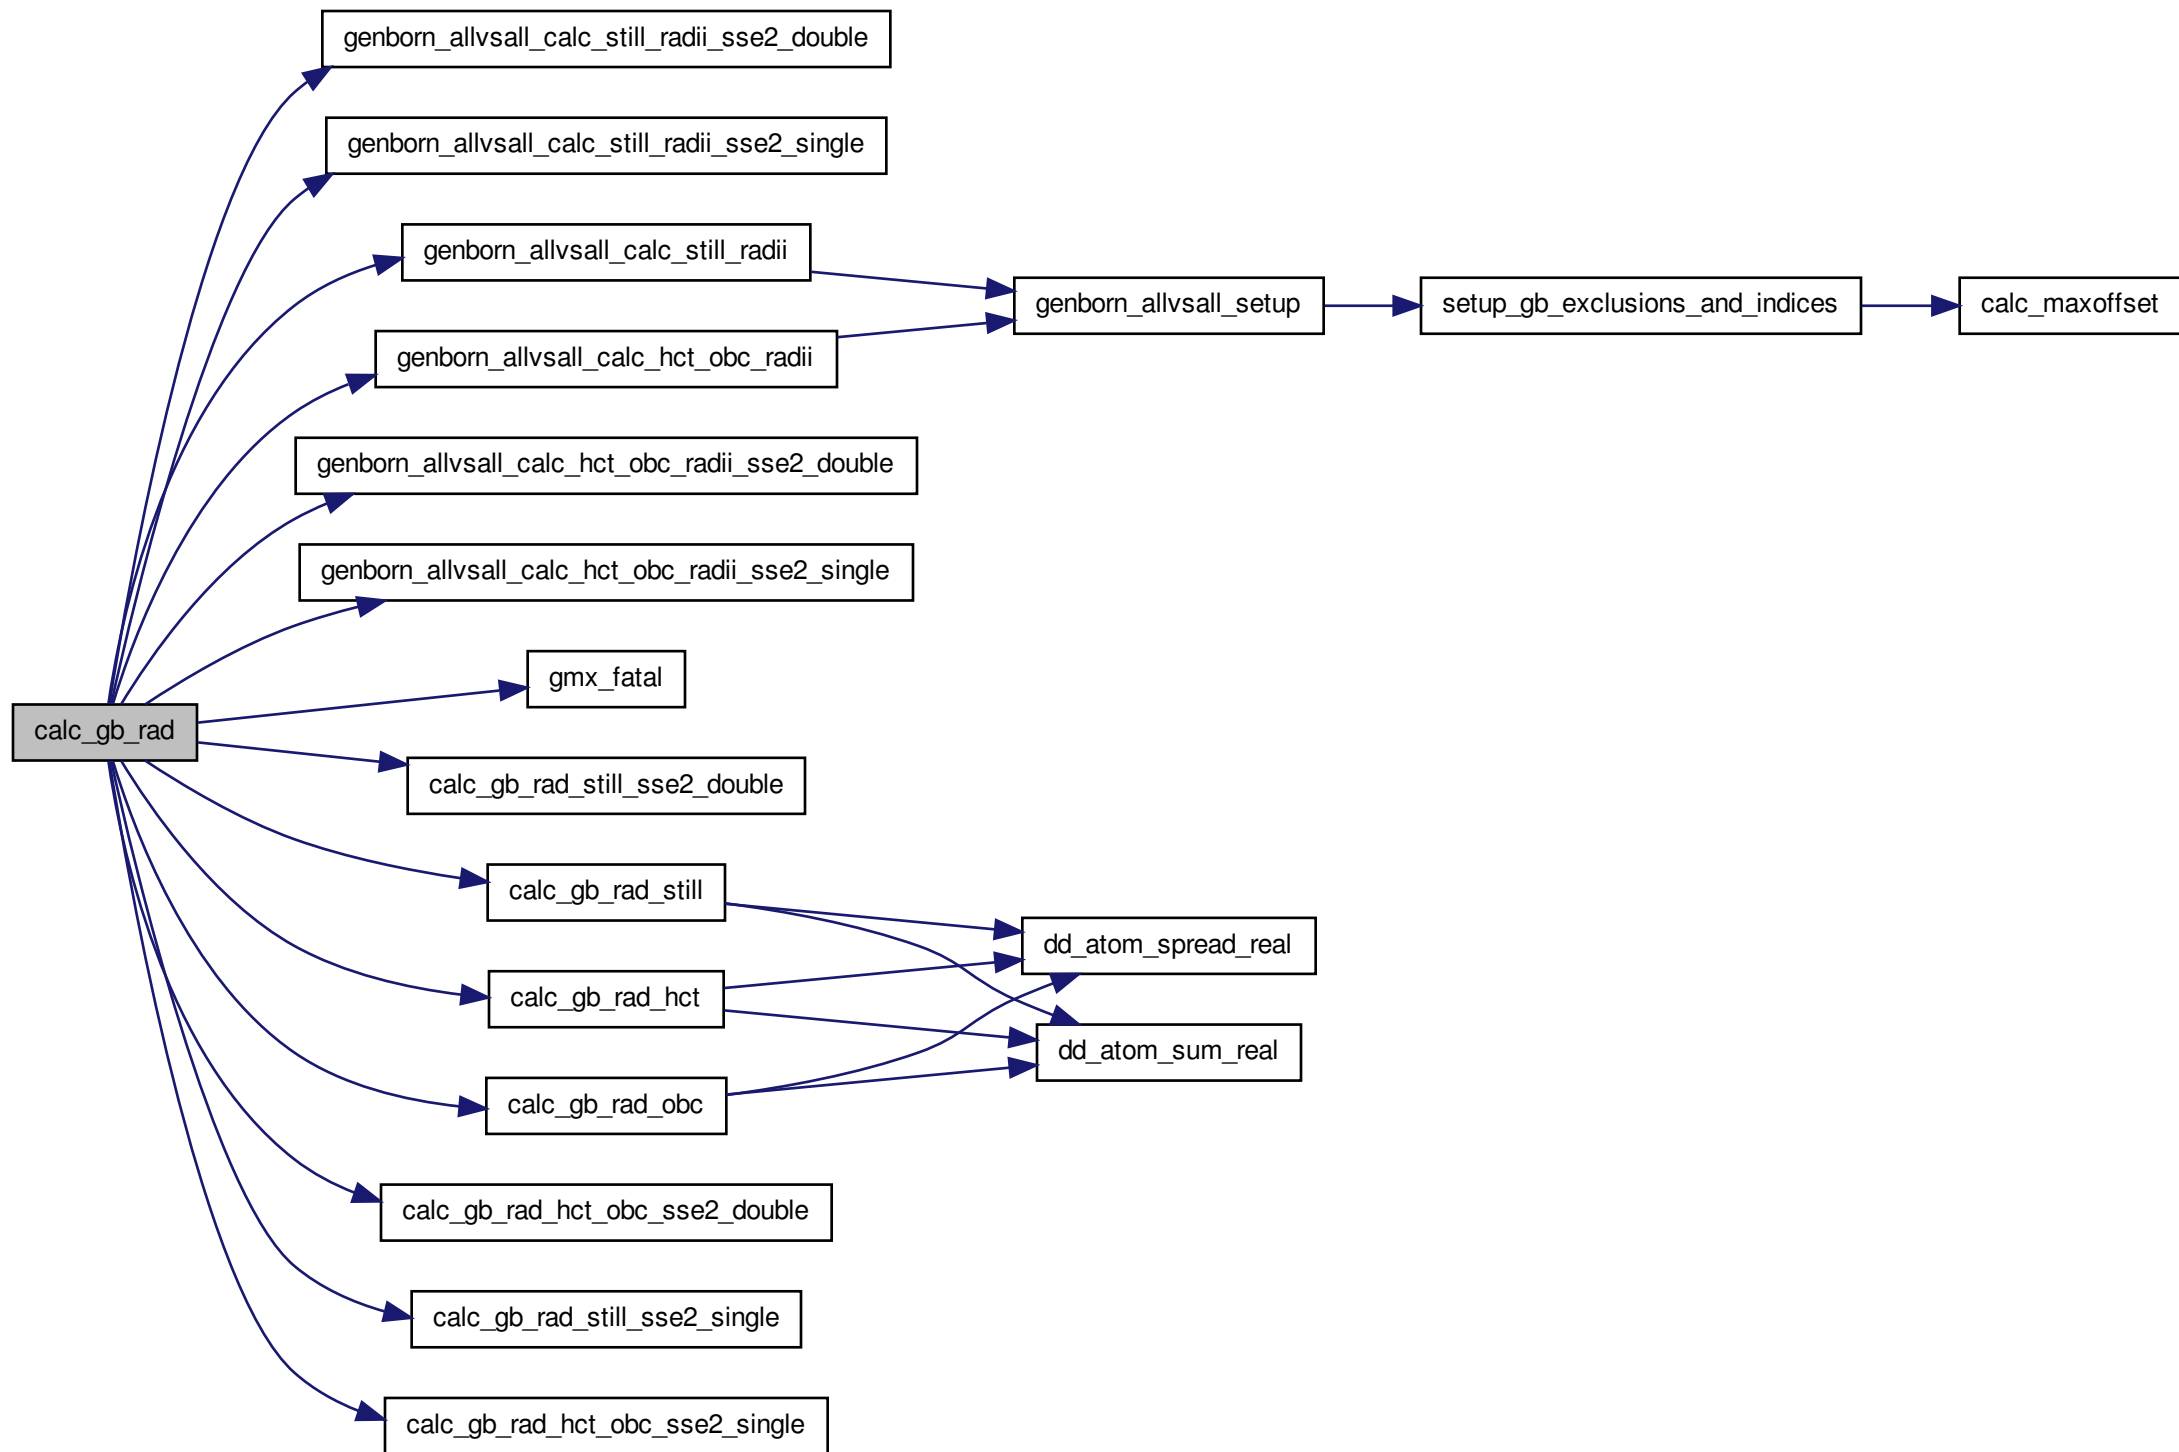 genborn_allvsall_calc_still_radii_sse2_double
genborn_allvsall_calc_still_radii_sse2_single
genborn_allvsall_calc_still_radii
genborn_allvsall_setup
setup_gb_exclusions_and_indices
calc_maxoffset
genborn_allvsall_calc_hct_obc_radii
genborn_allvsall_calc_hct_obc_radii_sse2_double
genborn_allvsall_calc_hct_obc_radii_sse2_single
gmx_fatal
calc_gb_rad
calc_gb_rad_still_sse2_double
calc_gb_rad_still
dd_atom_spread_real
calc_gb_rad_hct
dd_atom_sum_real
calc_gb_rad_obc
calc_gb_rad_hct_obc_sse2_double
calc_gb_rad_still_sse2_single
calc_gb_rad_hct_obc_sse2_single